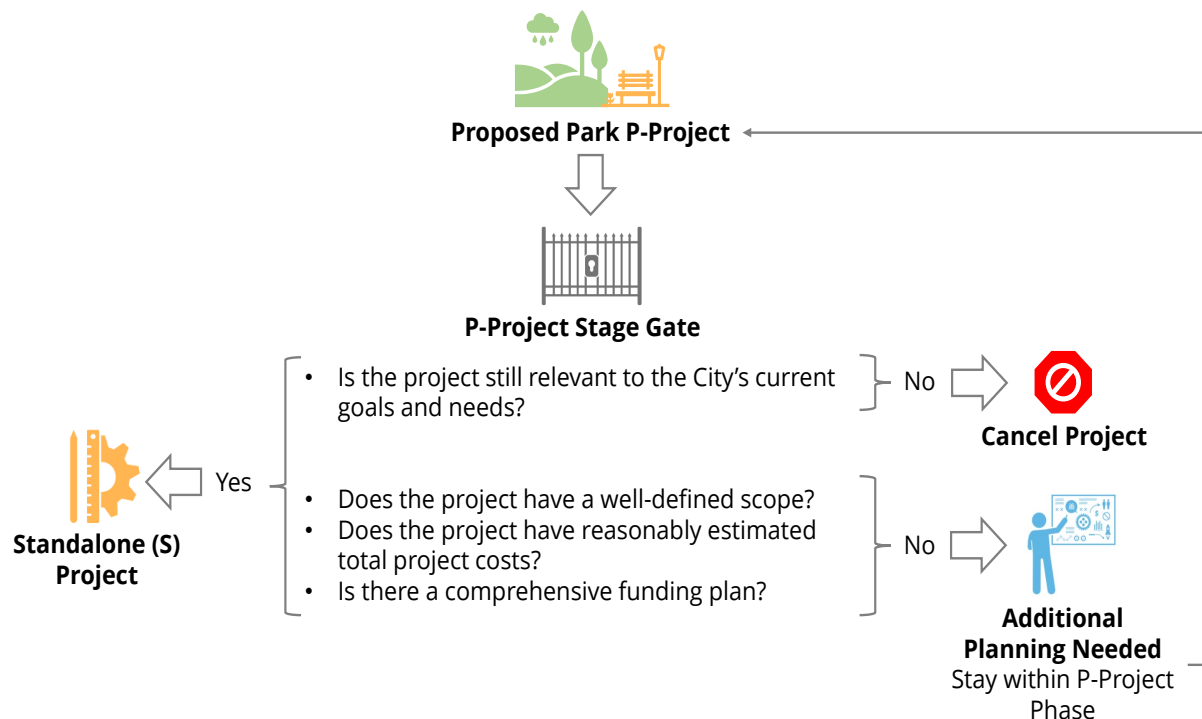 Proposed Park P-Project
P-Project Stage Gate
• Is the project still relevant to the City’s current
goals and needs?
No
Cancel Project
Yes
Standalone (S)
Project
• Does the project have a well-defined scope?
• Does the project have reasonably estimated
total project costs?
• Is there a comprehensive funding plan?
No
Additional
Planning Needed
Stay within P-Project
Phase